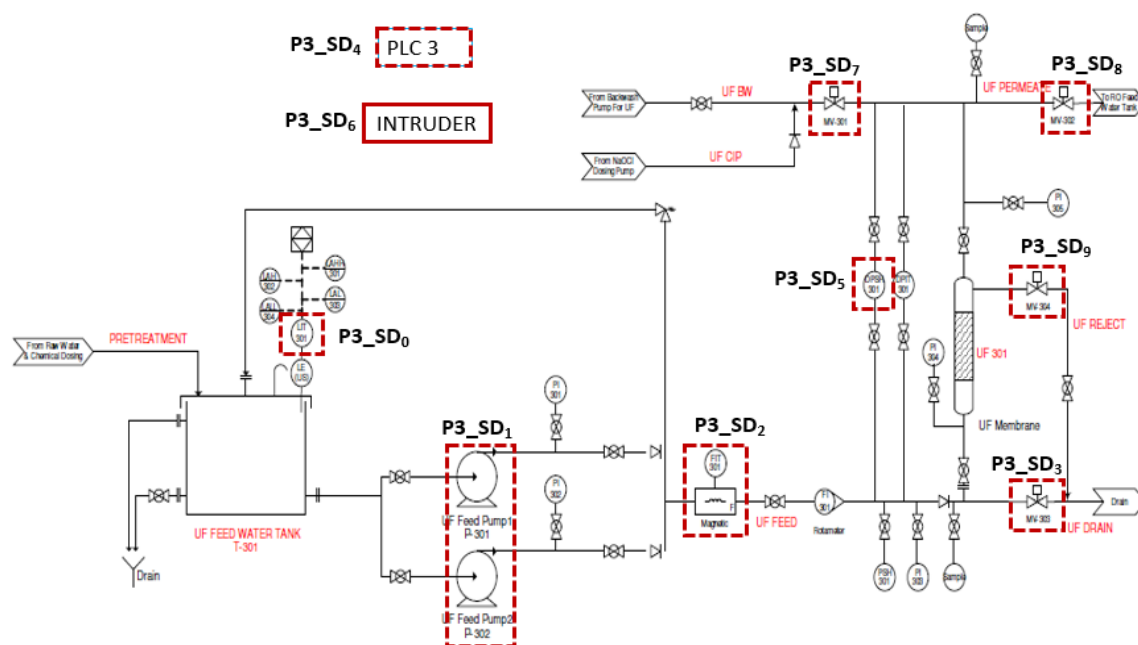 P3_SD4
PLC 3
P3_SD6
INTRUDER
P3_SD7
P3_SD8
Sample
From Backwash
Pump For UF
UF BW
MV-301
UF PERMEATE
MV-302
To RO Feed
Water Tank
From NaOCl
Dosing Pump
UF CIP
PI
305
LAH
302
LAHH
301
LALL
304
LAL
303
LIT
301
P3_SD0
LE
(US)
P3_SD5
DPSH
301
DPIT
301
P3_SD9
MV-304
UF REJECT
From Raw Water
& Chemical Dosing
PRETREATMENT
PI
304
UF 301
UF Membrane
PI
301
P3_SD1
P3_SD2
P3_SD3
FIT
301
F
Magnetic
UF FEED
FI
301
Rotamater
MV-303
Drain
UF DRAIN
UF Feed Pump1
P-301
PI
302
UF FEED WATER TANK
T-301
Drain
UF Feed Pump2
P-302
PSH
301
PI
303
Sample